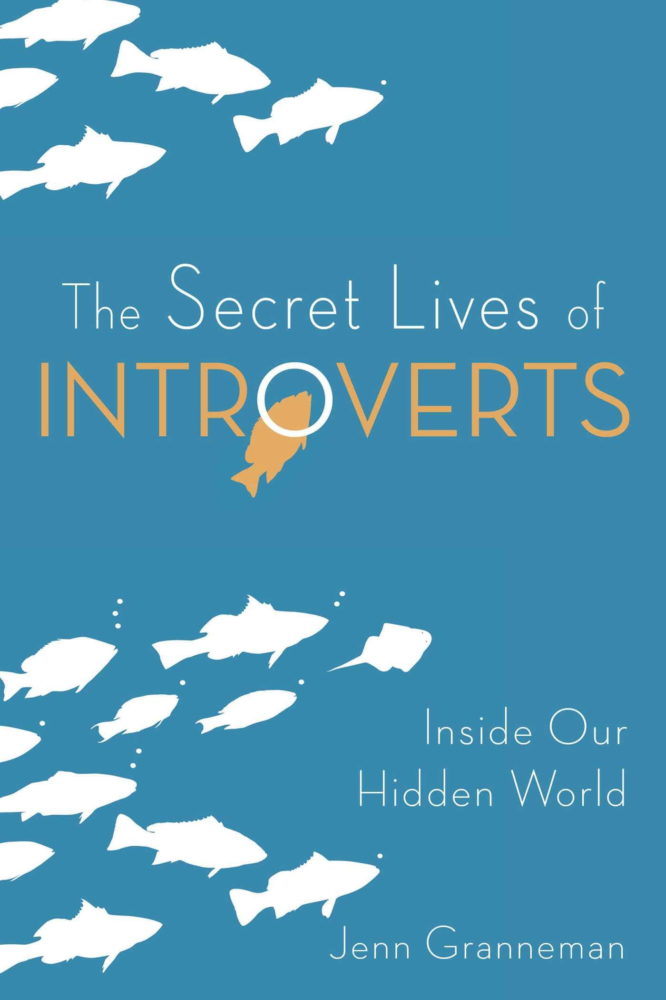 The Secret Lives of
INTROVERTS
Inside Our
Hidden World
Jenn Granneman